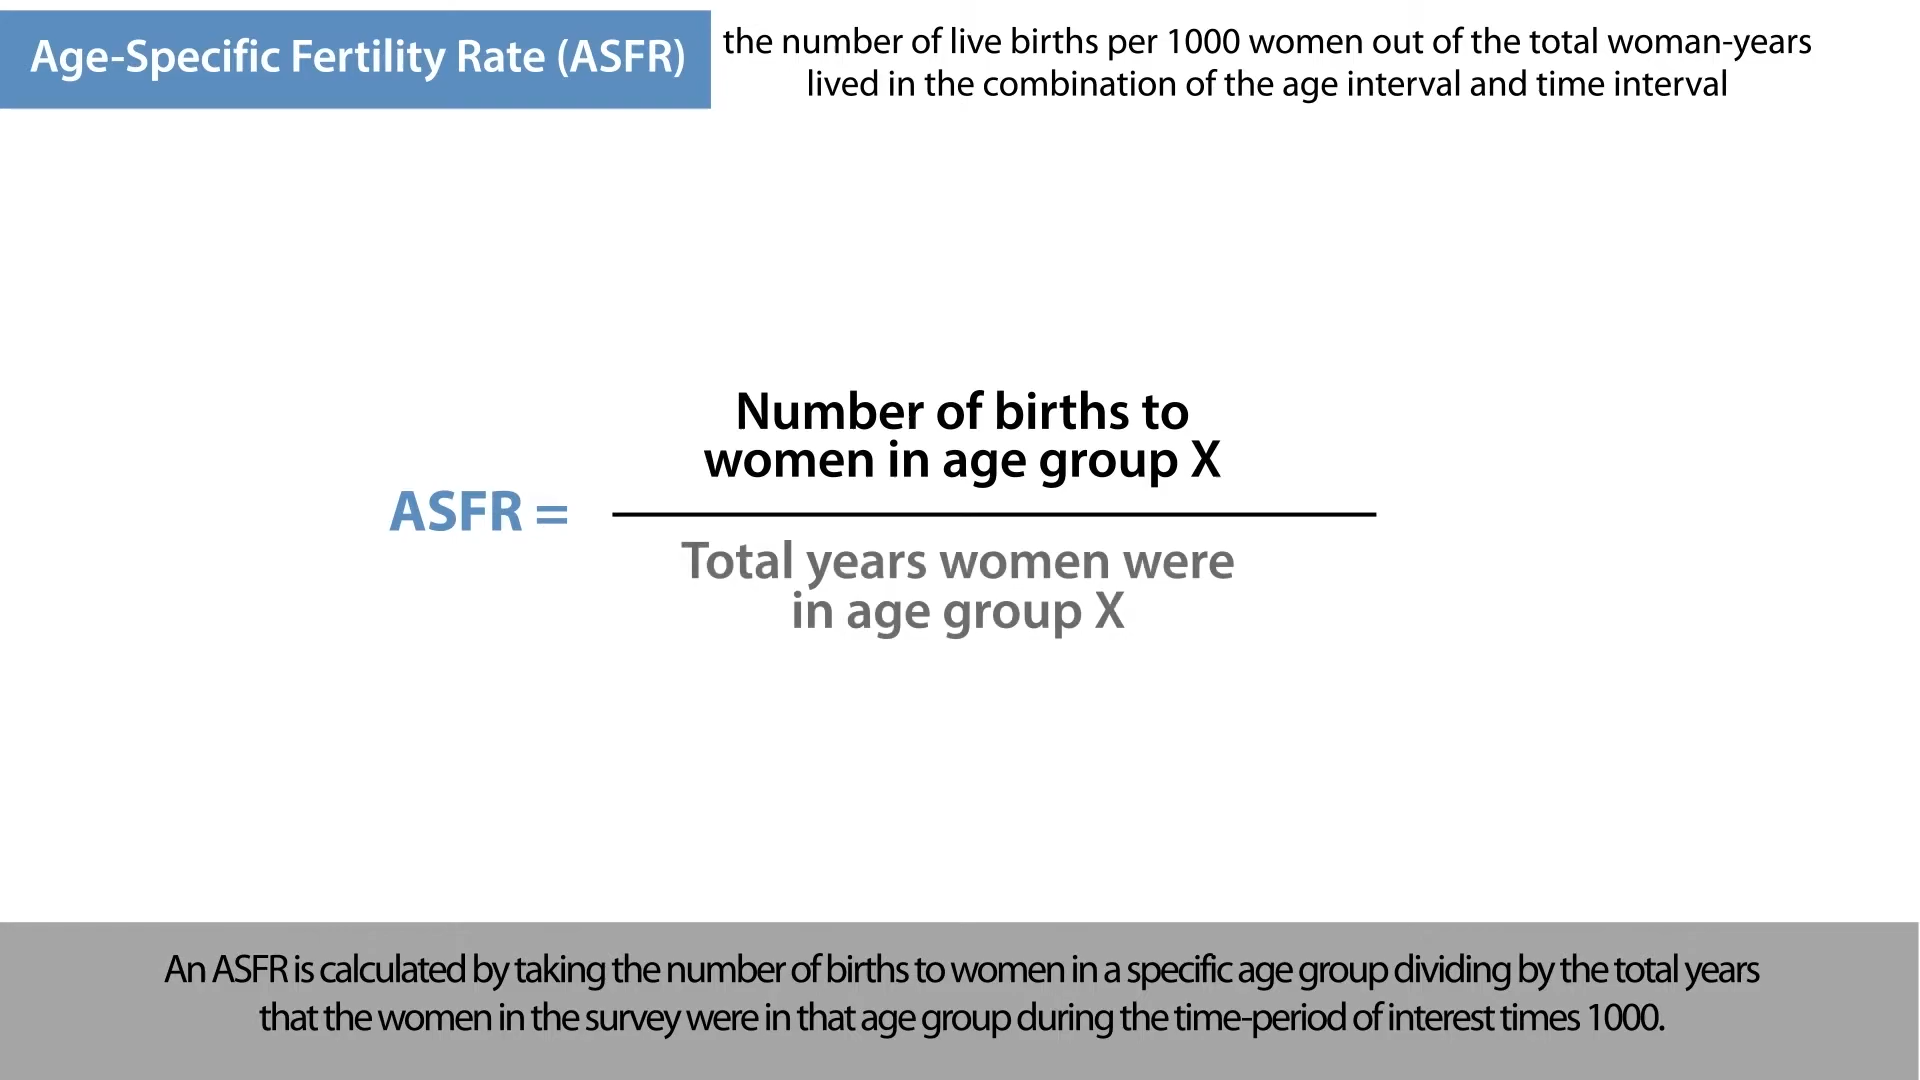 Age-Specific Fertility Rate (ASFR)
the number of live births per 1000 women out of the total woman-years
lived in the combination of the age interval and time interval
Number of births to
women in age group X
ASFR =
Total years women were
in age group X
An ASFR is calculated by taking the number of births to women in a specific age group dividing by the total years
that the women in the survey were in that age group during the time-period of interest times 1000.